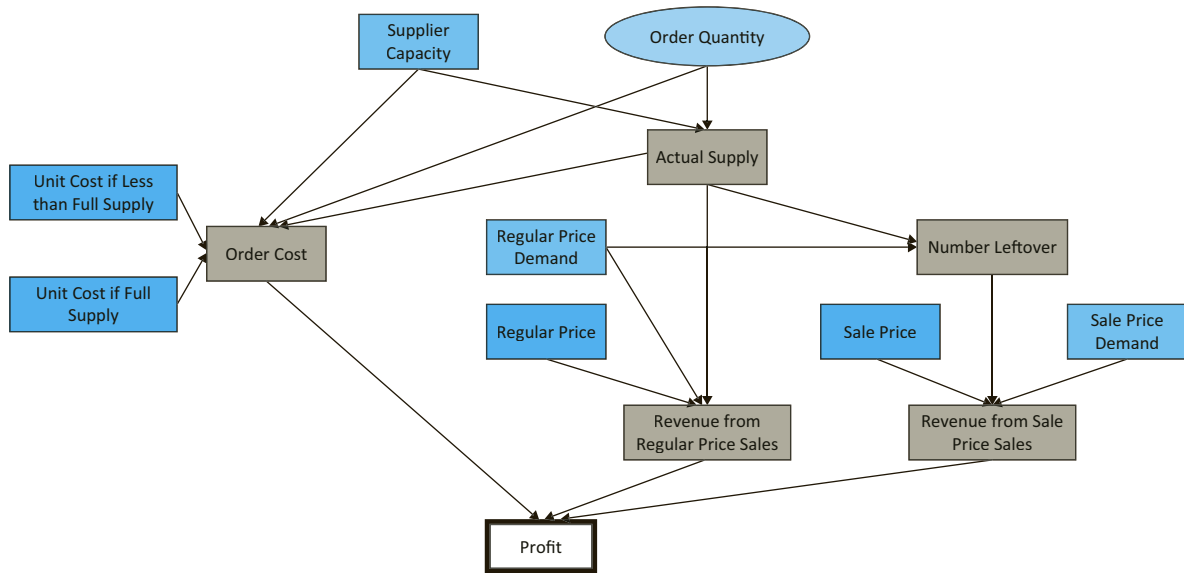 Supplier
Capacity
Order Quantity
Actual Supply
Unit Cost if Less
than Full Supply
Order Cost
Regular Price
Demand
Number Leftover
Unit Cost if Full
Supply
Regular Price
Sale Price
Sale Price
Demand
Revenue from
Regular Price Sales
Revenue from Sale
Price Sales
Profit